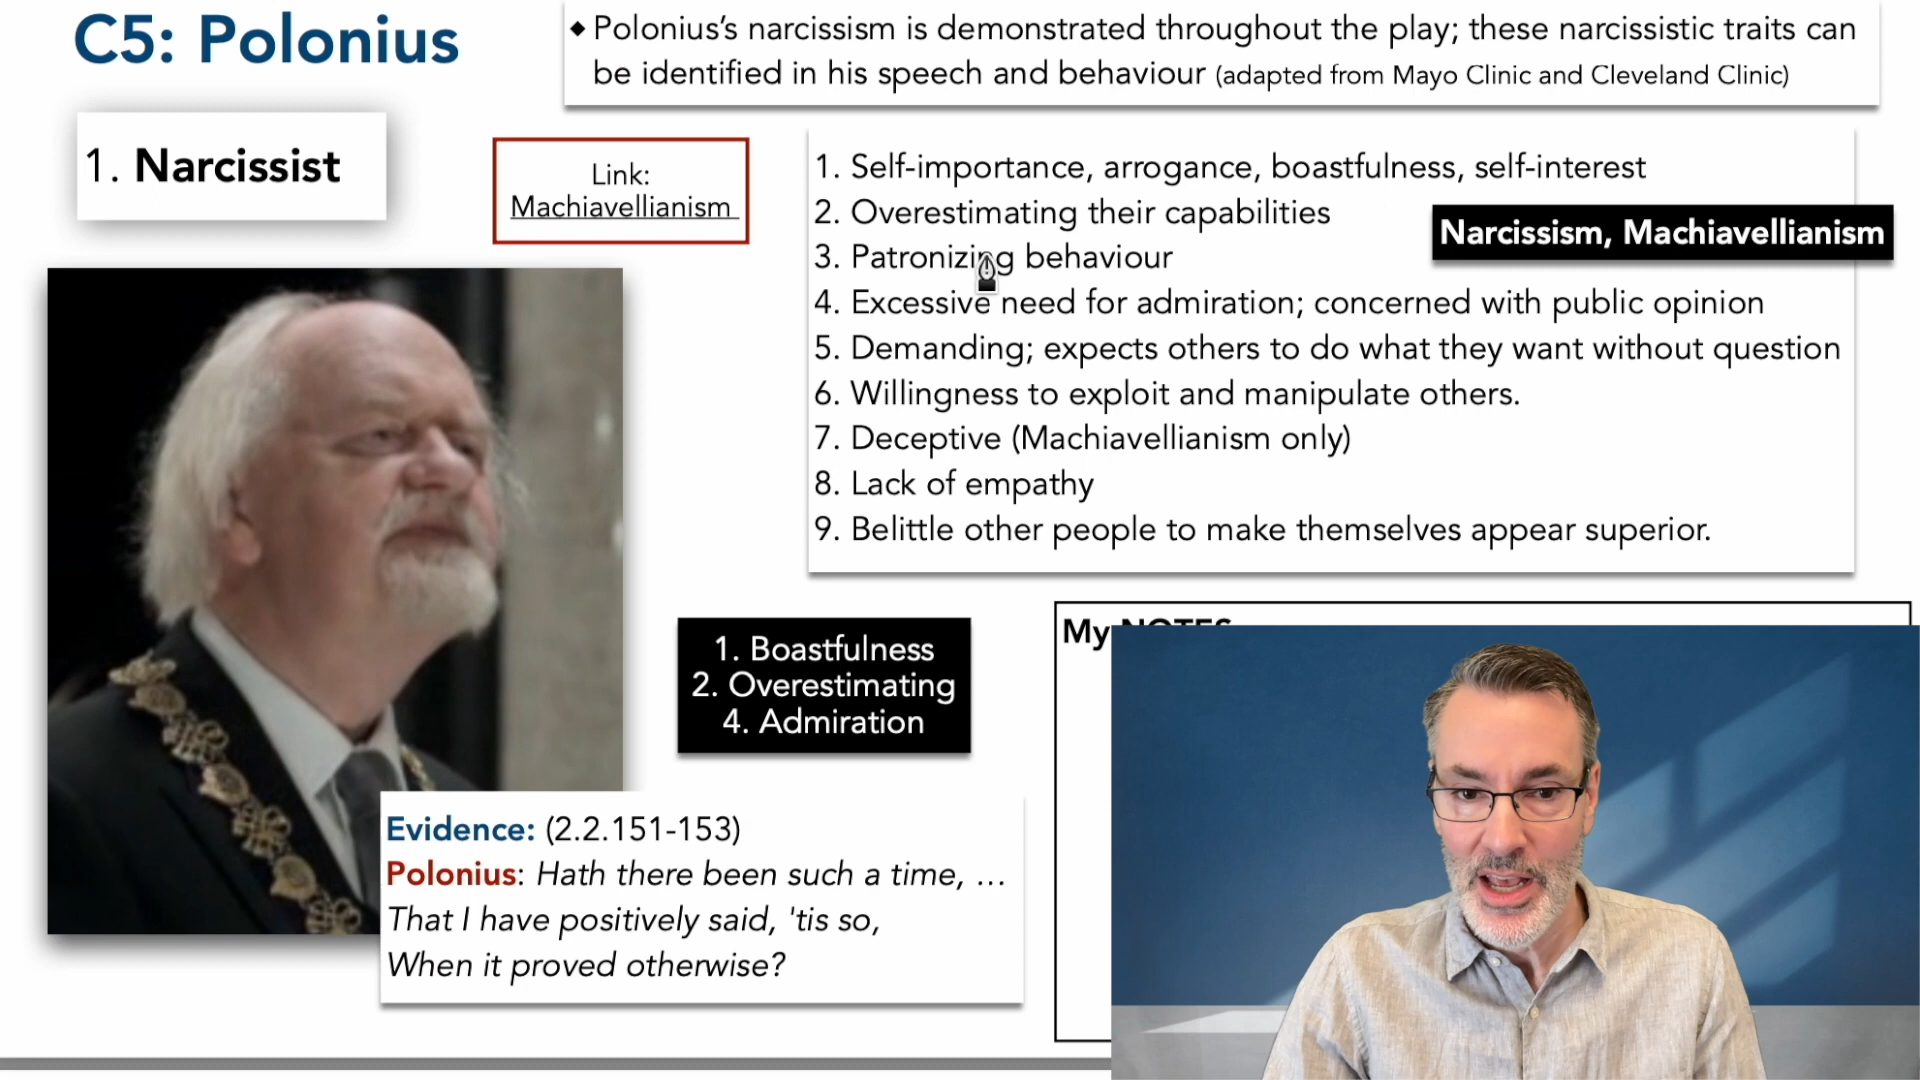 C5: Polonius
◆ Polonius's narcissism is demonstrated throughout the play; these narcissistic traits can
be identified in his speech and behaviour (adapted from Mayo Clinic and Cleveland Clinic)
1. Narcissist
Link:
Machiavellianism
1. Self-importance, arrogance, boastfulness, self-interest
2. Overestimating their capabilities
3. Patronizing behaviour
4. Excessive need for admiration; concerned with public opinion
5. Demanding; expects others to do what they want without question
6. Willingness to exploit and manipulate others.
7. Deceptive (Machiavellianism only)
8. Lack of empathy
9. Belittle other people to make themselves appear superior.
Narcissism, Machiavellianism
1. Boastfulness
2. Overestimating
4. Admiration
Evidence: (2.2.151-153)
Polonius: Hath there been such a time, …
That I have positively said, 'tis so,
When it proved otherwise?
My NOTES